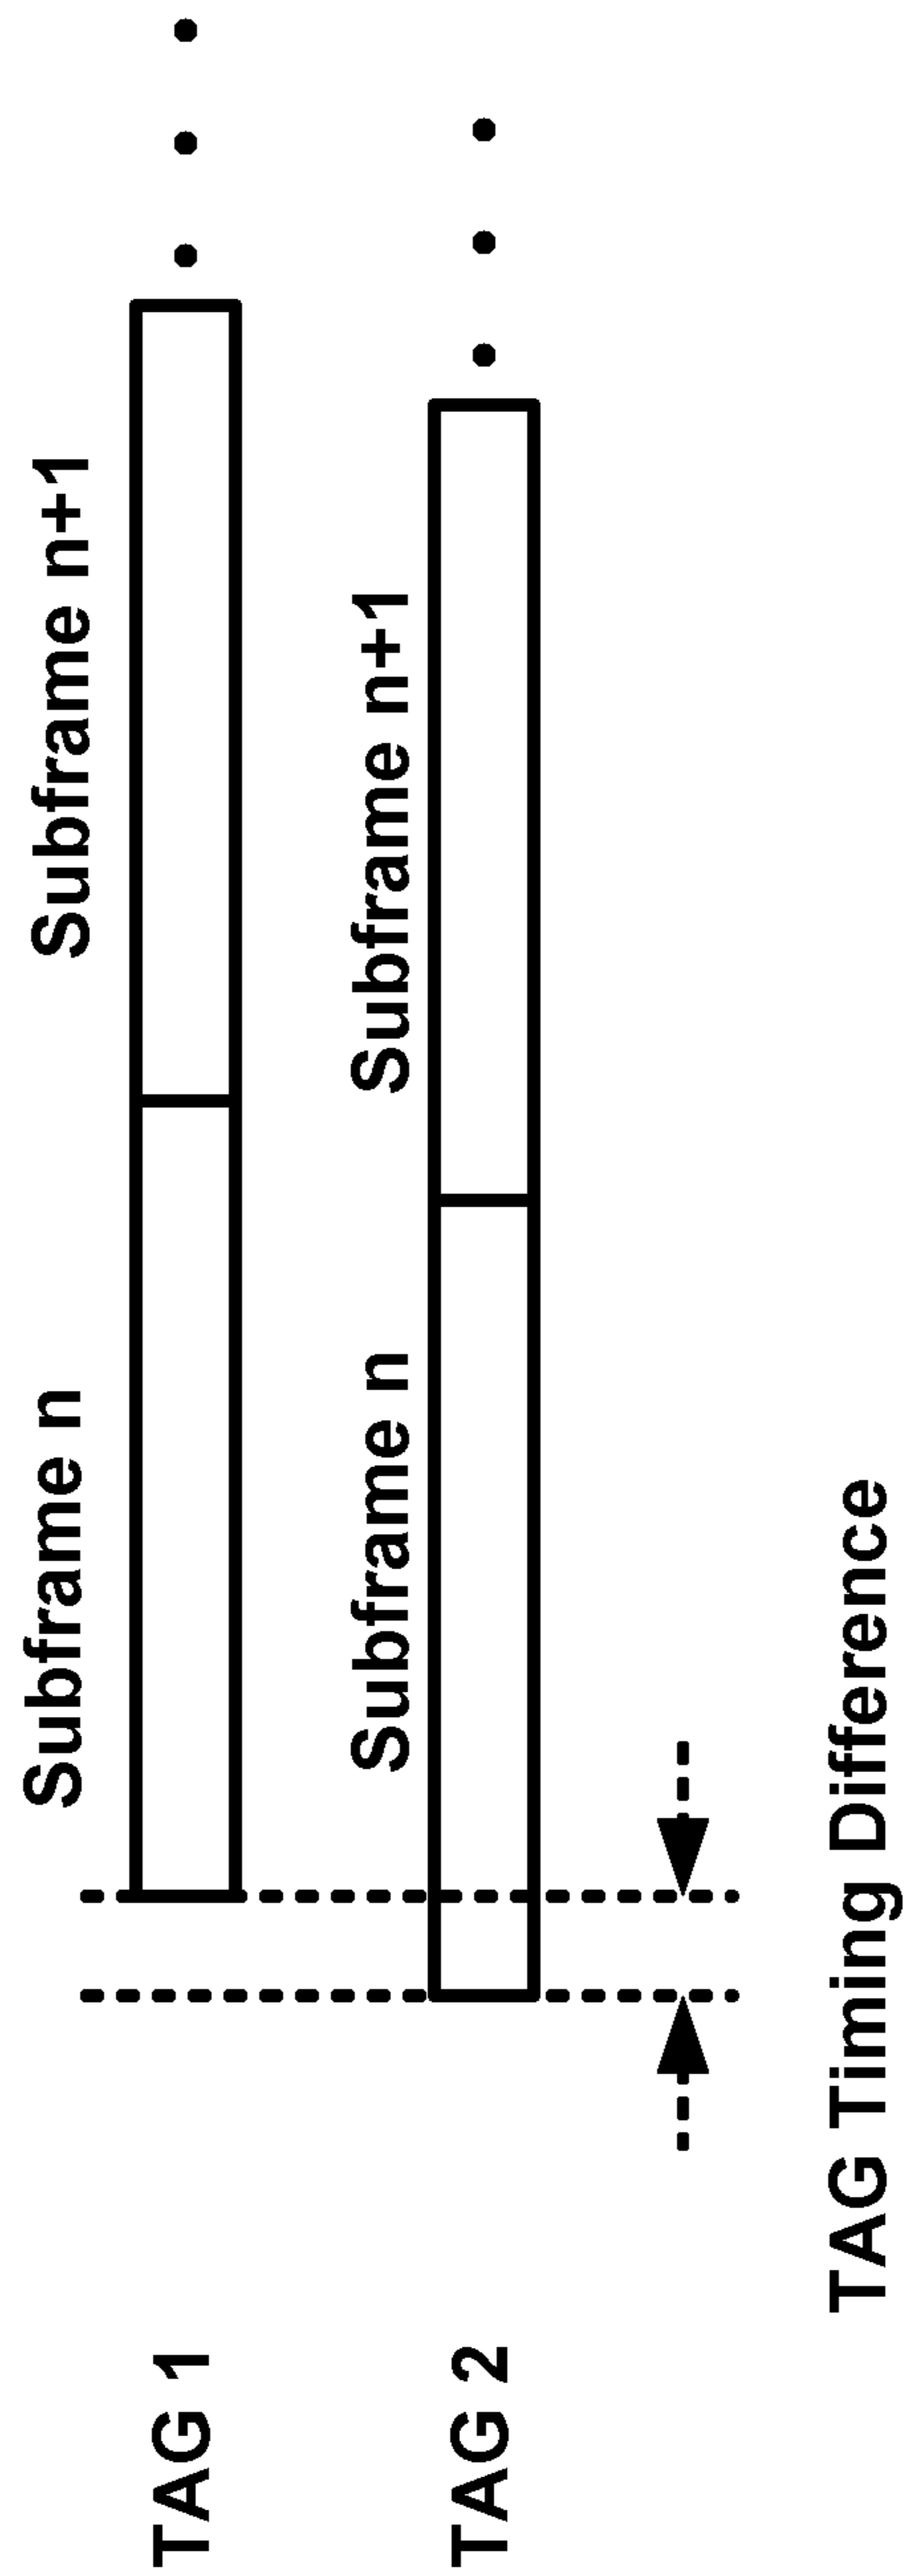 Subframe n
Subframe n+1
TAG 1
Subframe n
Subframe n+1
TAG 2
TAG Timing Difference